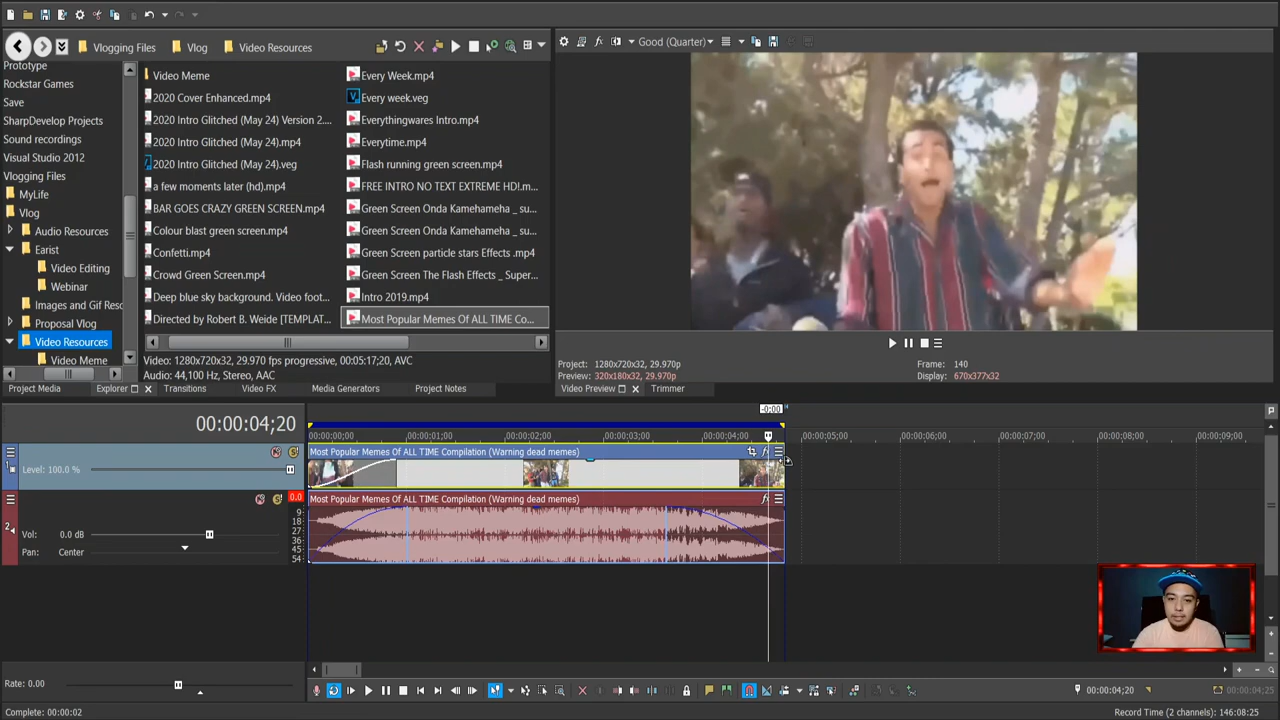 Good (Quarter)
Vlogging Files
Vlog
Video Resources
Prototype
Rockstar Games
Save
SharpDevelop Projects
Sound recordings
Visual Studio 2012
Vlogging Files
MyLife
Vlog
Audio Resources
Earist
Video Editing
Webinar
Images and Gif Resc
Proposal Vlog
Video Resources
Video Meme
Video Meme
2020 Cover Enhanced.mp4
2020 Intro Glitched (May 24) Version 2....
2020 Intro Glitched (May 24).mp4
2020 Intro Glitched (May 24).veg
a few moments later (hd).mp4
BAR GOES CRAZY GREEN SCREEN.mp4
Colour blast green screen.mp4
Confetti.mp4
Crowd Green Screen.mp4
Deep blue sky background. Video foot...
Directed by Robert B. Weide [TEMPLAT...
Every Week.mp4
Every week.veg
Everythingwares Intro.mp4
Everytime.mp4
Flash running green screen.mp4
FREE INTRO NO TEXT EXTREME HD!.m...
Green Screen Onda Kamehameha _ su...
Green Screen Onda Kamehameha _ su...
Green Screen particle stars Effects .mp4
Green Screen The Flash Effects _ Super...
Intro 2019.mp4
Most Popular Memes Of ALL TIME Co...
Video: 1280x720x32, 29.970 fps progressive, 00:05:17;20, AVC
Audio: 44,100 Hz, Stereo, AAC
Project Media
Explorer
Transitions
Video FX
Media Generators
Project Notes
Project: 1280x720x32, 29.970p
Preview: 320x180x32, 29.970p
Frame: 140
Display: 670x377x32
Video Preview
Trimmer
00:00:04;20
-0;00
00:00:00;00
00:00:01;00
00:00:02;00
00:00:03;00
00:00:04;00
00:00:05;00
00:00:06;00
00:00:07;00
00:00:08;00
00:00:09;00
1
Level: 100.0 %
Most Popular Memes Of ALL TIME Compilation (Warning dead memes)
fx
2
0.0
Vol: 0.0 dB
Pan: Center
9
18
27
36
45
54
Most Popular Memes Of ALL TIME Compilation (Warning dead memes)
fx
Rate: 0.00
00:00:04;20
00:00:04;25
Complete: 00:00:02
Record Time (2 channels): 146:08:25